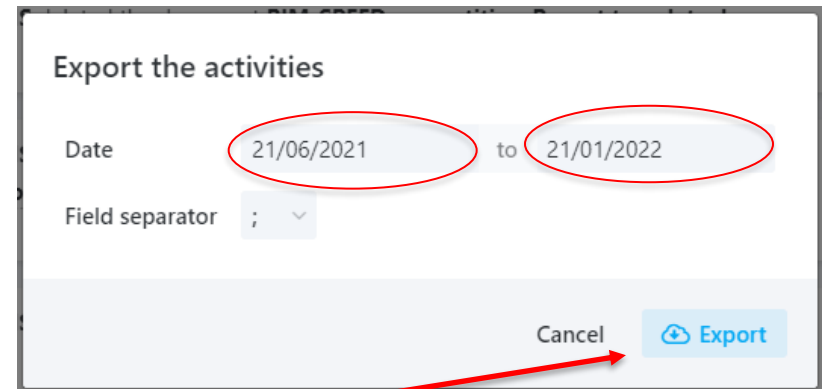 Export the activities
Date 21/06/2021 to 21/01/2022
Field separator ;
Cancel Export